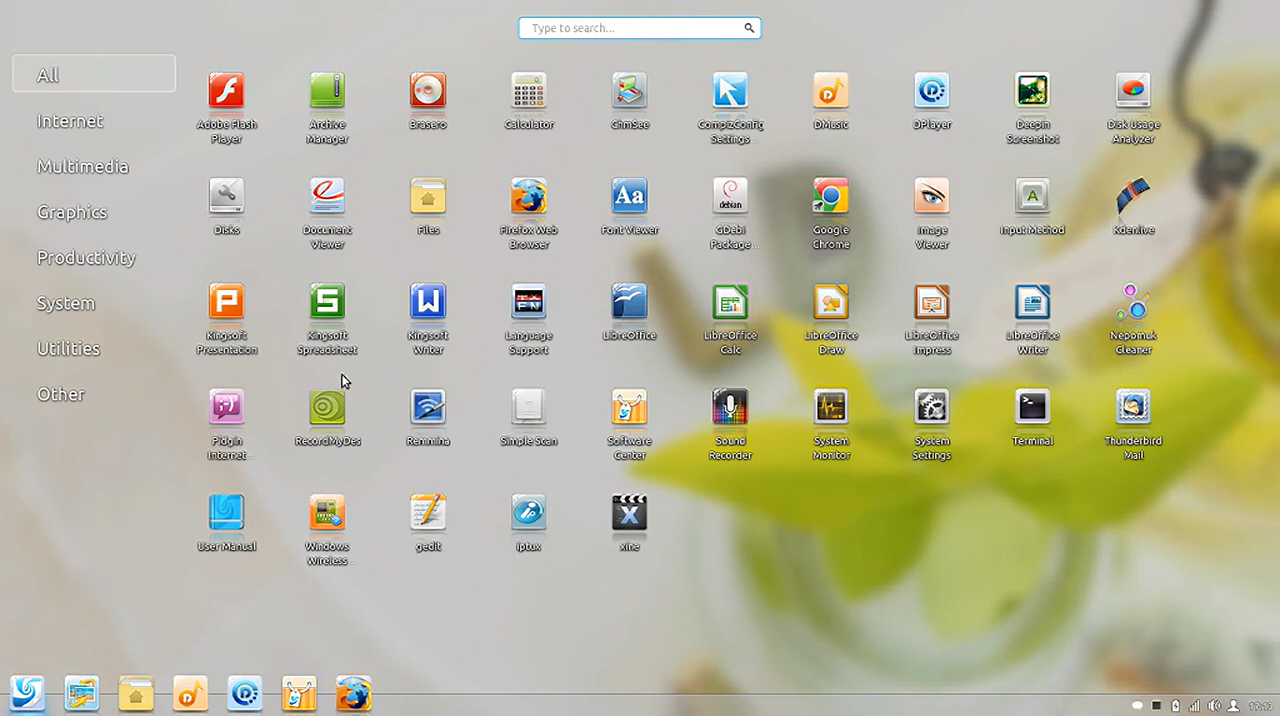 Type to search...
All
Internet
Multimedia
Graphics
Productivity
System
Utilities
Other
Adobe Flash
Player
Archive
Manager
Brasero
Calculator
ChmSee
CompizConfig
Settings...
DMusic
DPlayer
Deepin
Screenshot
Disk Usage
Analyzer
Disks
Document
Viewer
Files
Firefox Web
Browser
Aa
Font Viewer
debian
GDebi
Package...
Google
Chrome
Image
Viewer
A
Input Method
Kdenlive
P
Kingsoft
Presentation
S
Kingsoft
Spreadsheet
W
Kingsoft
Writer
Language
Support
LibreOffice
LibreOffice
Calc
LibreOffice
Draw
LibreOffice
Impress
LibreOffice
Writer
Nepomuk
Cleaner
Pidgin
Internet...
RecordMyDes
Remmina
Simple Scan
Software
Center
Sound
Recorder
System
Monitor
System
Settings
Terminal
Thunderbird
Mail
User Manual
Windows
Wireless...
gedit
ip
iptux
X
xine
17:13